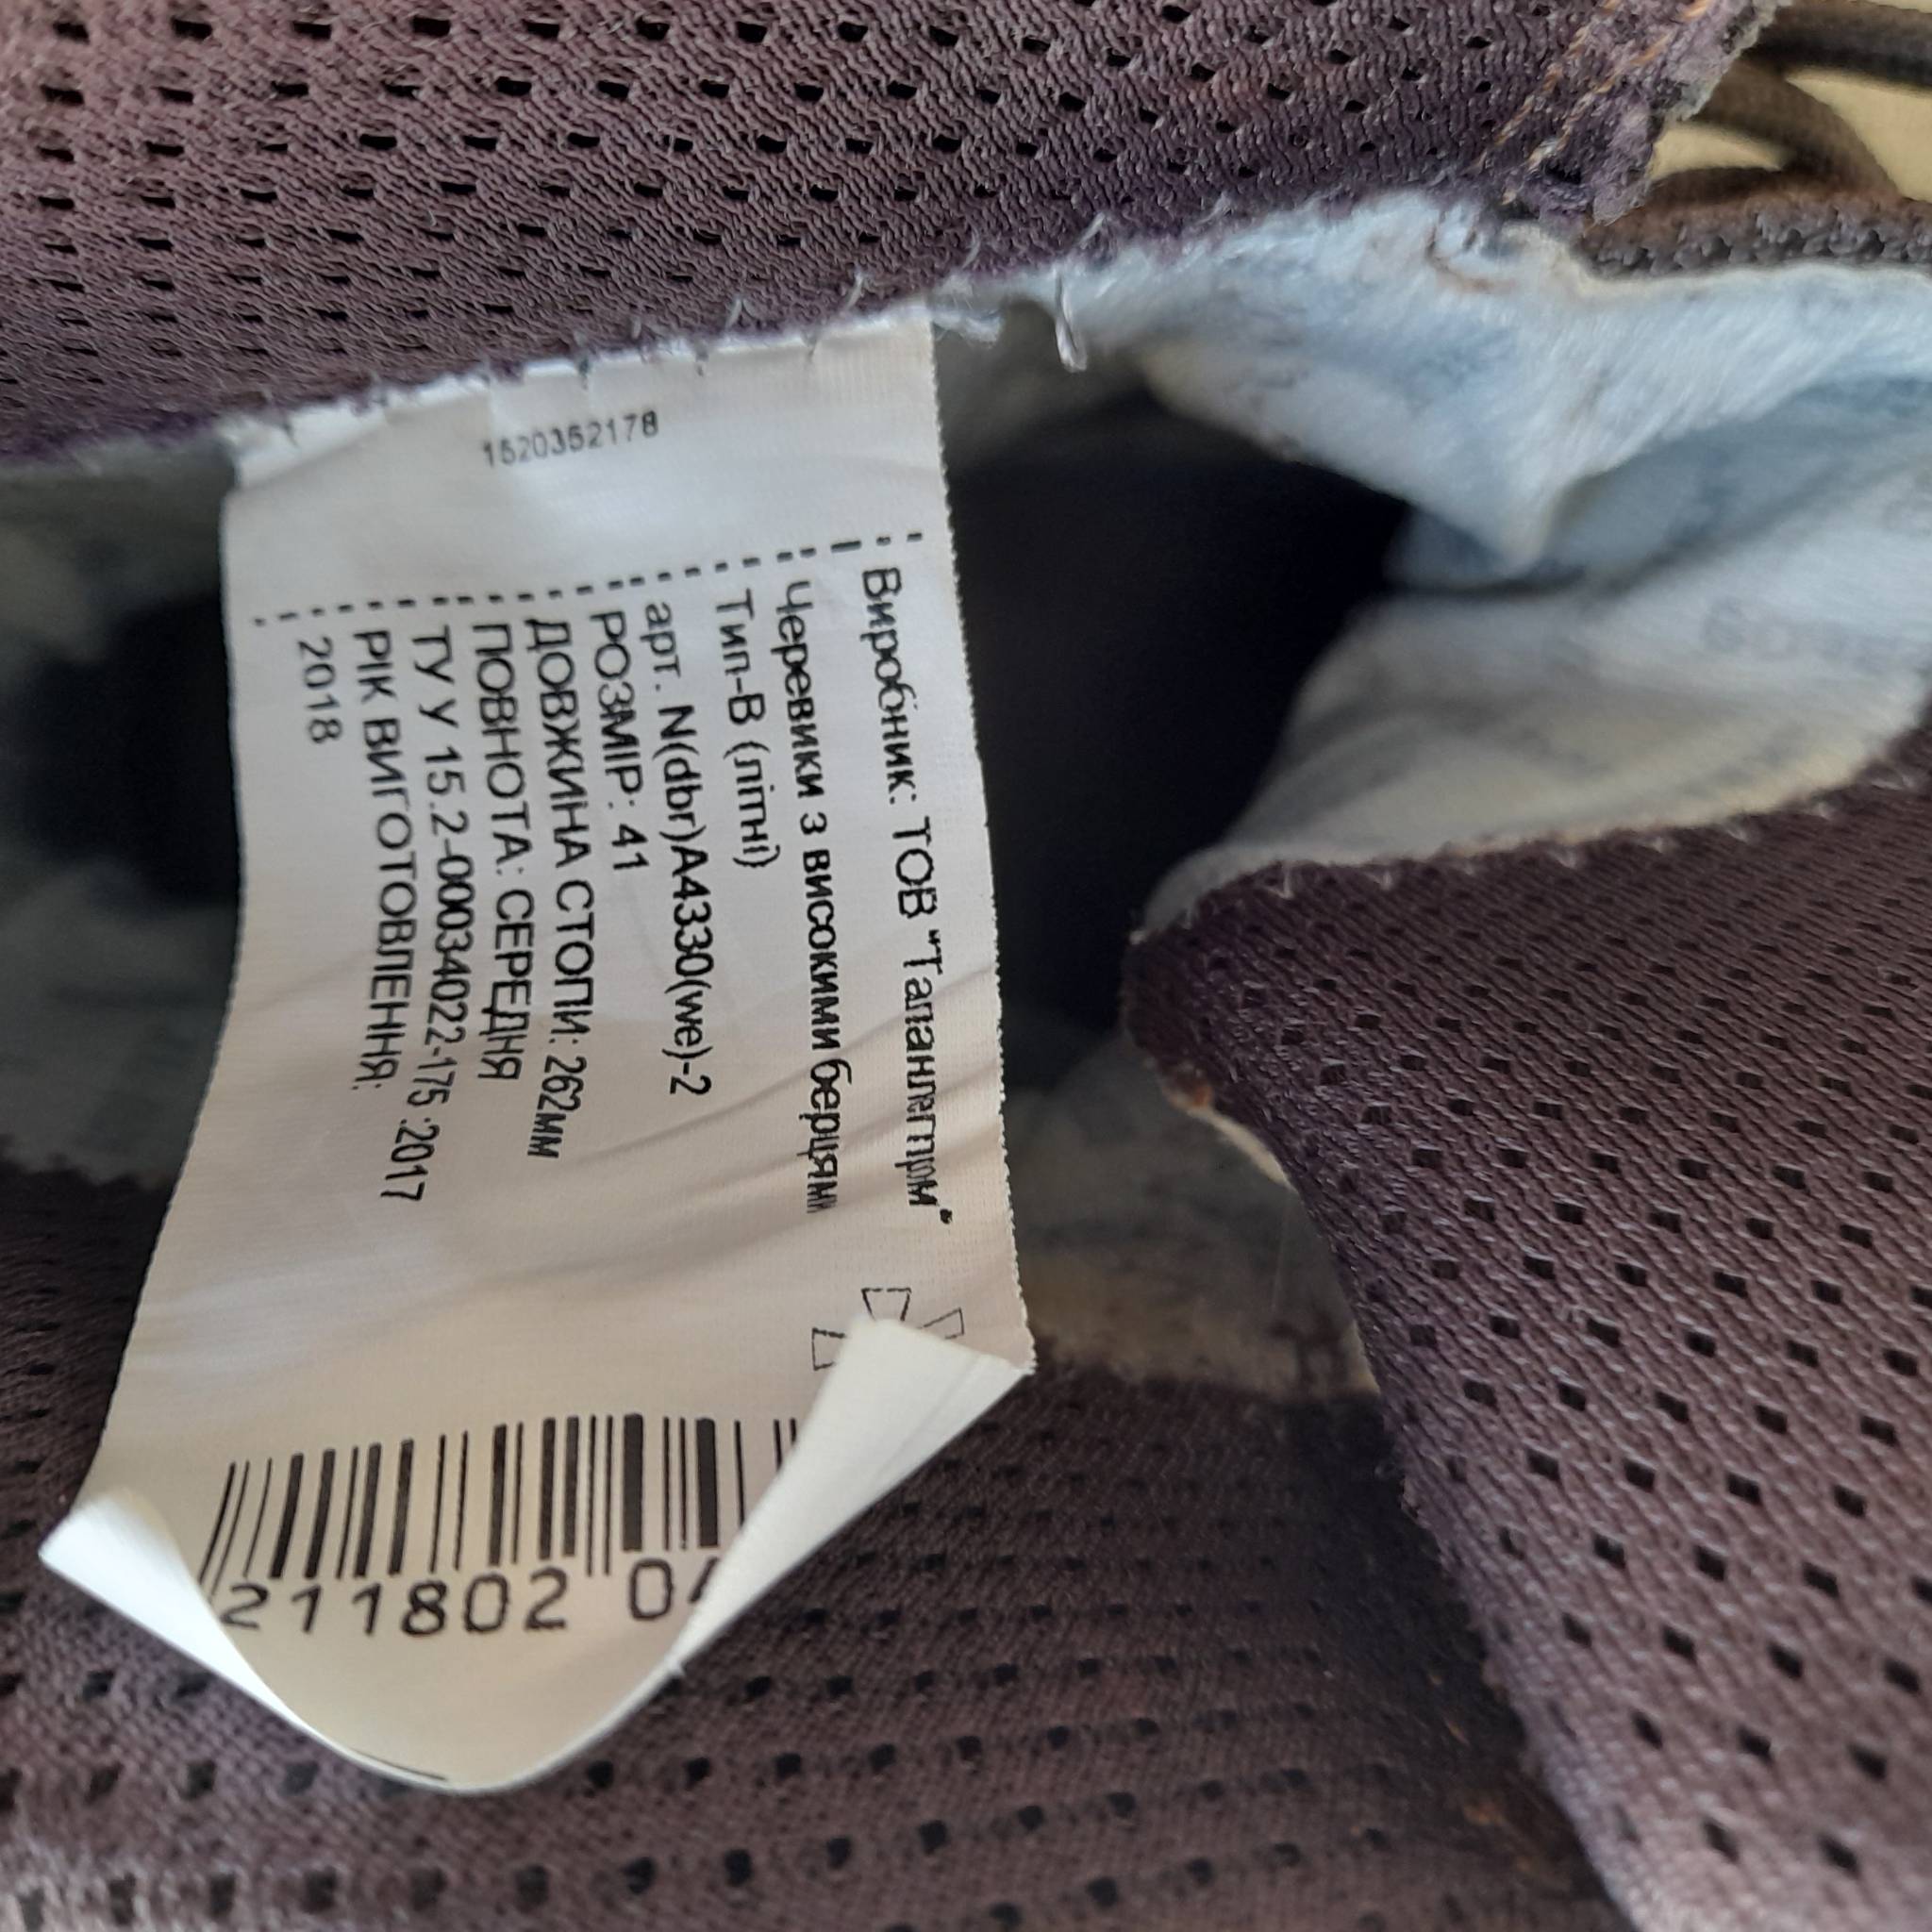 1520352178
Виробник: ТОВ "Талангпром"
Черевики з високими берцями
Тип-В (літні)
арт. N(dbr)A4330(we)-2
РОЗМІР: 41
ДОВЖИНА СТОПИ: 262мм
ПОВНОТА: СЕРЕДНЯ
ТУ У 15.2-00034022-175:2017
РІК ВИГОТОВЛЕННЯ:
2018
211802 0